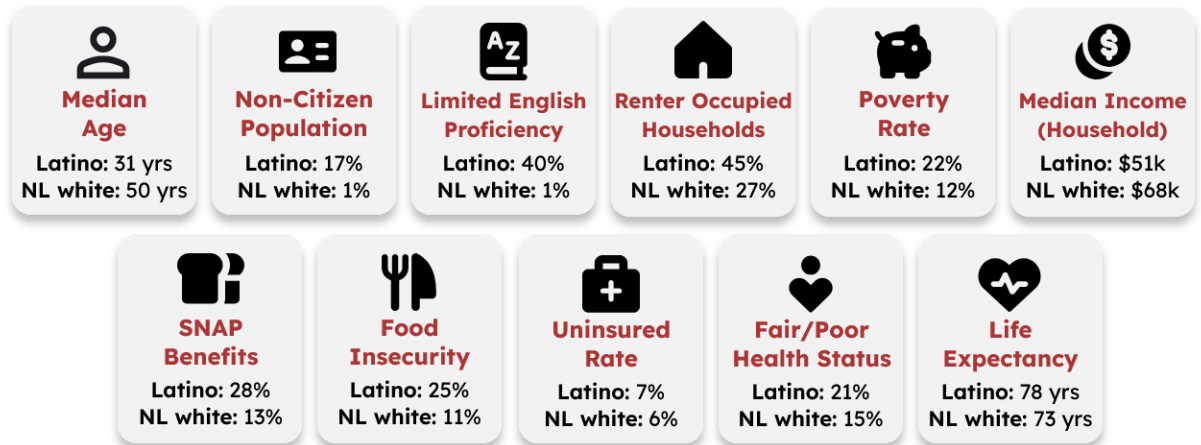 Median
Age
Latino: 31 yrs
NL white: 50 yrs
Non-Citizen
Population
Latino: 17%
NL white: 1%
A
Z
Limited English
Proficiency
Latino: 40%
NL white: 1%
Renter Occupied
Households
Latino: 45%
NL white: 27%
Poverty
Rate
Latino: 22%
NL white: 12%
$
Median Income
(Household)
Latino: $51k
NL white: $68k
SNAP
Benefits
Latino: 28%
NL white: 13%
Food
Insecurity
Latino: 25%
NL white: 11%
Uninsured
Rate
Latino: 7%
NL white: 6%
Fair/Poor
Health Status
Latino: 21%
NL white: 15%
Life
Expectancy
Latino: 78 yrs
NL white: 73 yrs